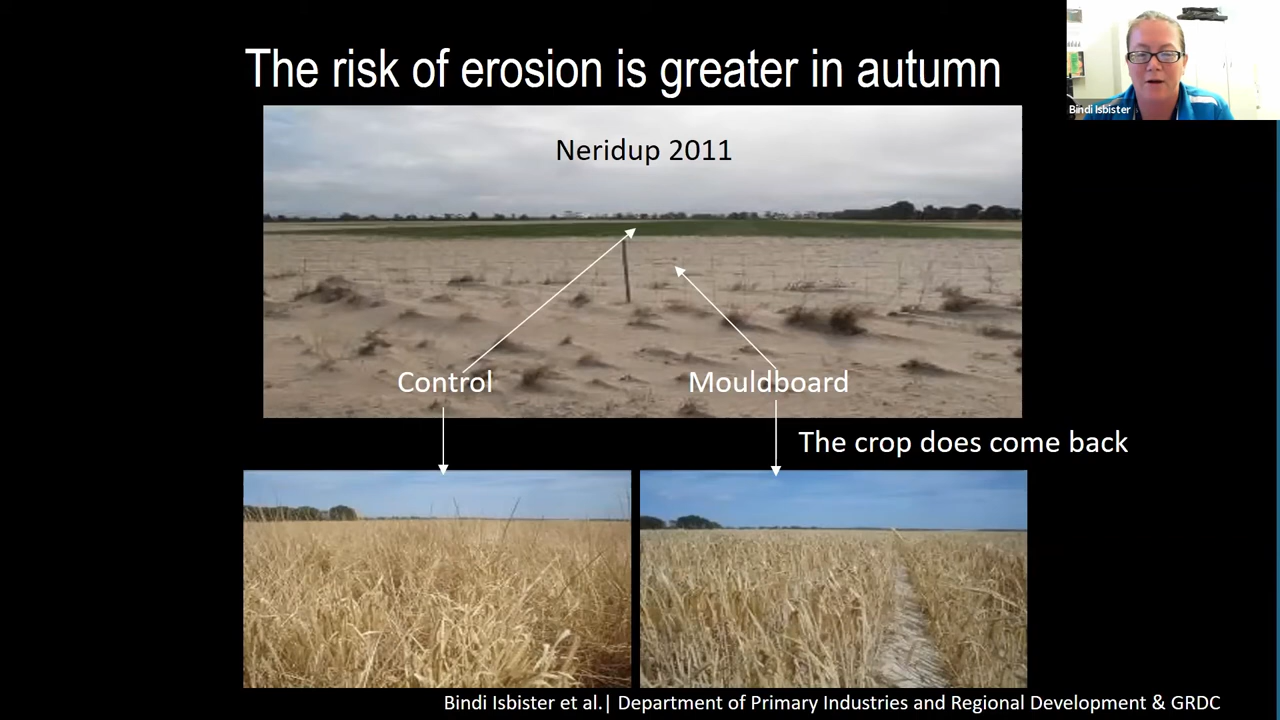 The risk of erosion is greater in autumn
Bindi Isbister
Neridup 2011
Control
Mouldboard
The crop does come back
Bindi Isbister et al.| Department of Primary Industries and Regional Development & GRDC